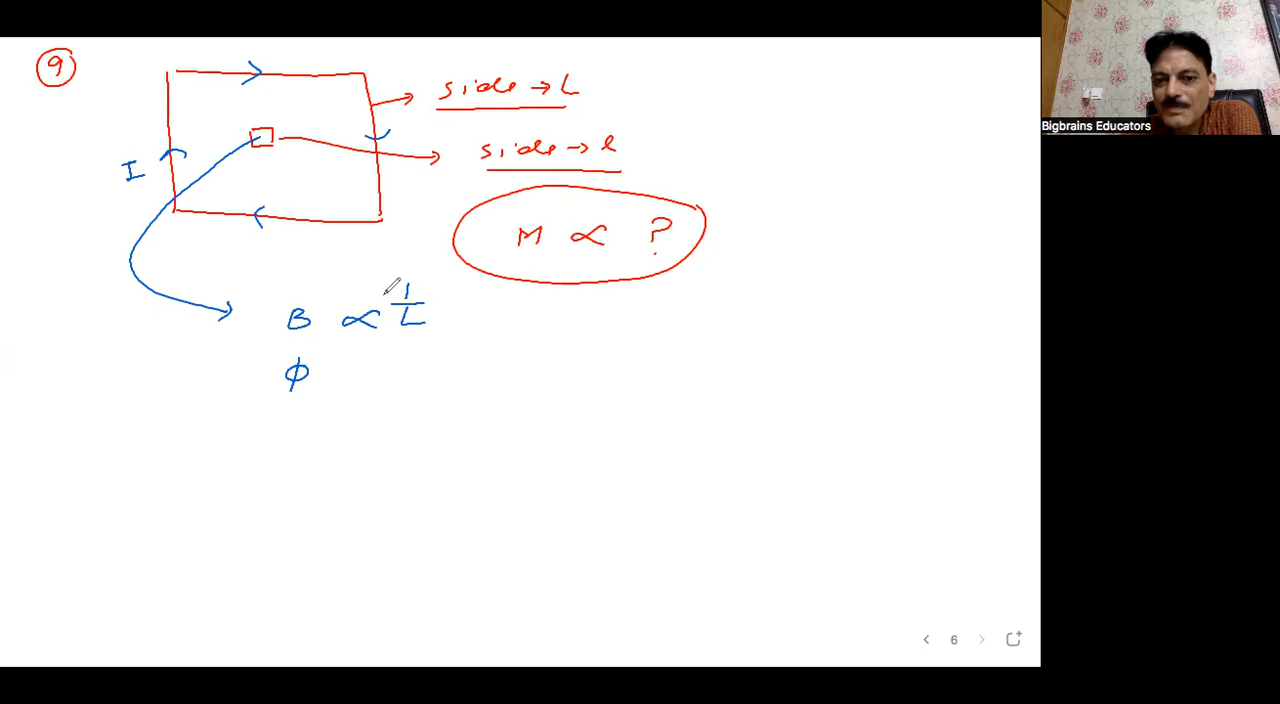 9
side → L
side → l
I
M ∝ ?
B ∝ 1/L
ϕ
Bigbrains Educators
< 6 >